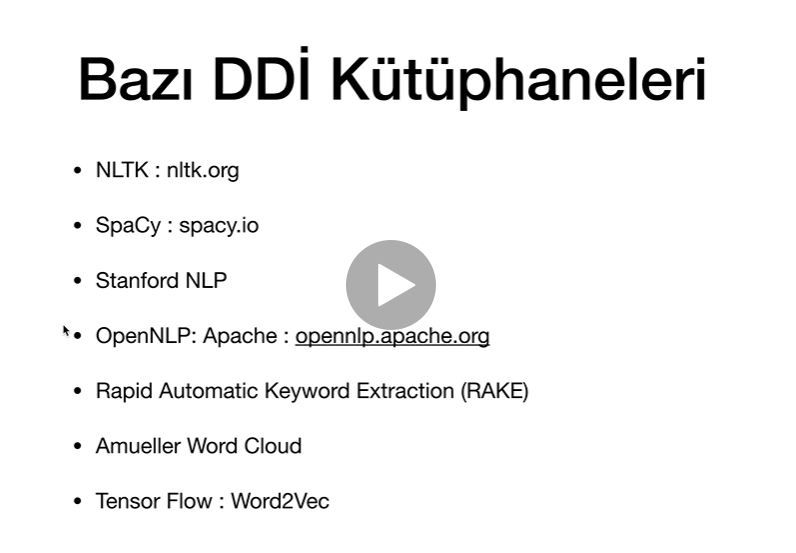 Bazı DDİ Kütüphaneleri
• NLTK : nltk.org
• SpaCy : spacy.io
• Stanford NLP
• OpenNLP: Apache : opennlp.apache.org
• Rapid Automatic Keyword Extraction (RAKE)
• Amueller Word Cloud
• Tensor Flow : Word2Vec